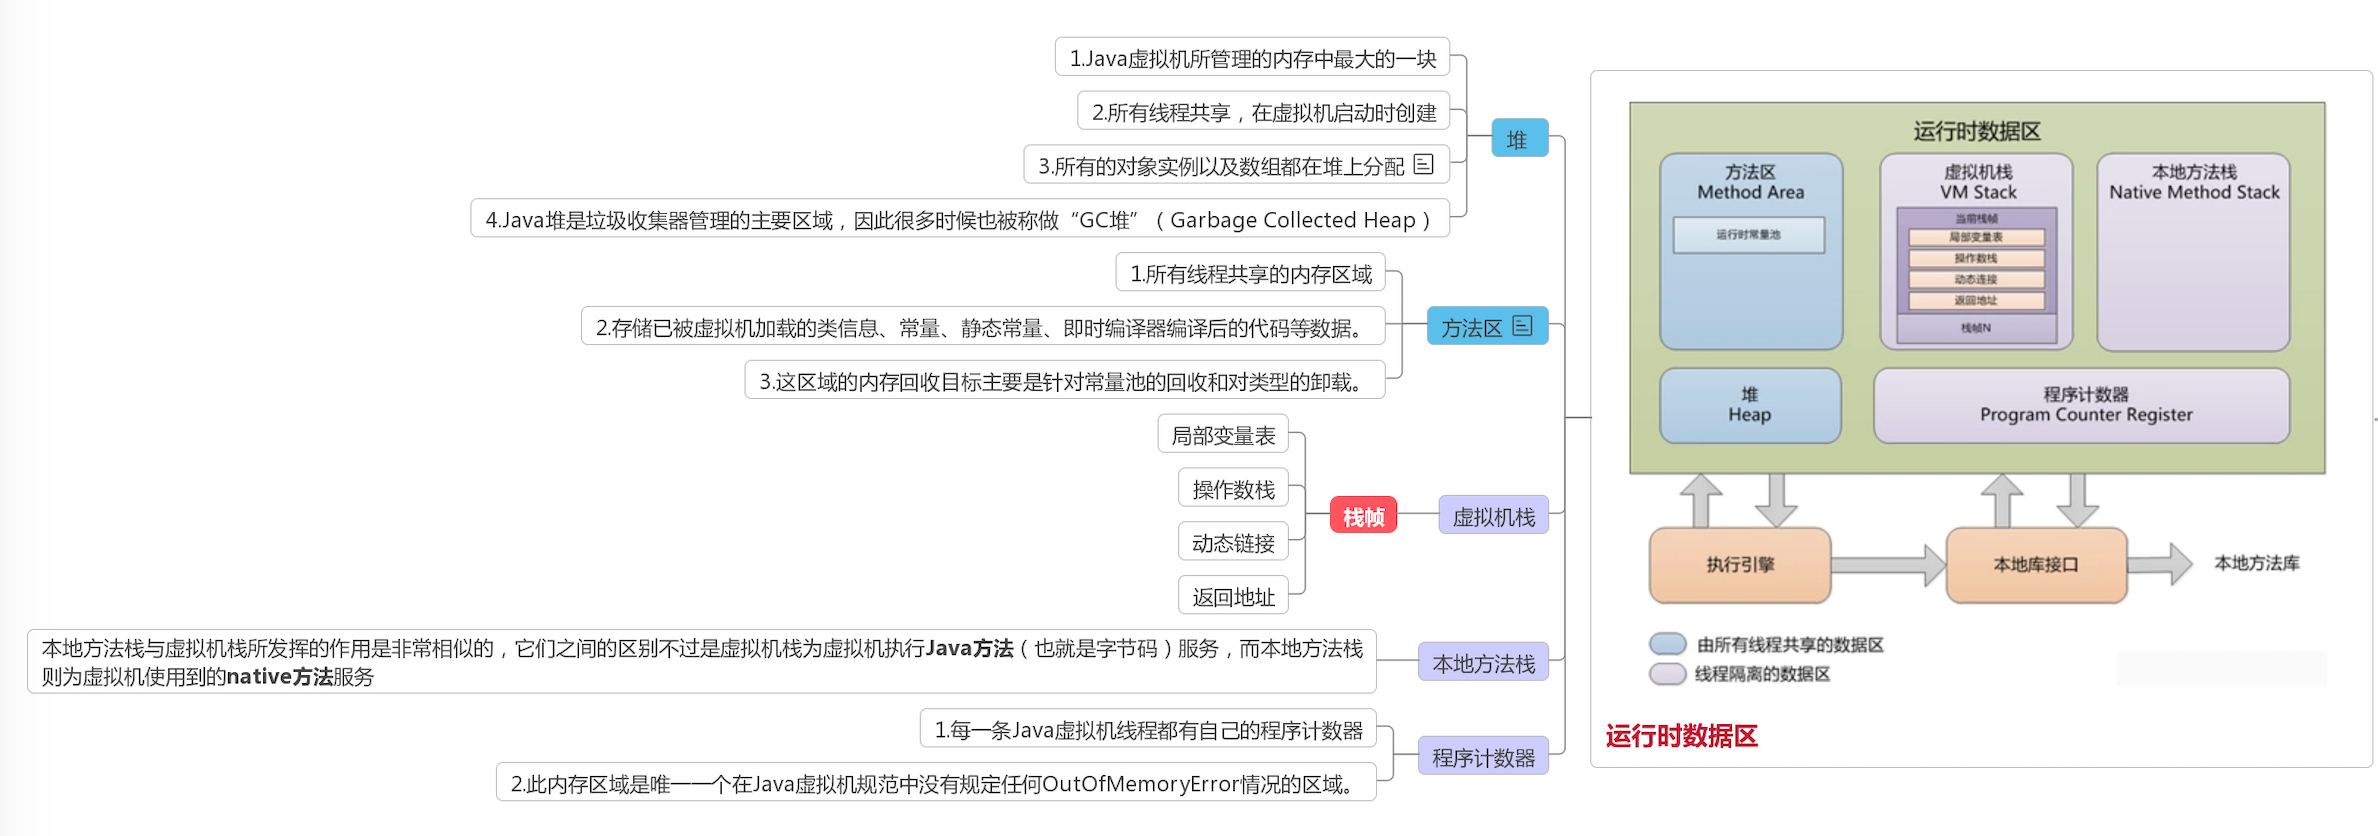 1.Java虚拟机所管理的内存中最大的一块
2.所有线程共享，在虚拟机启动时创建
3.所有的对象实例以及数组都在堆上分配
4.Java堆是垃圾收集器管理的主要区域，因此很多时候也被称做“GC堆”（Garbage Collected Heap）
堆
1.所有线程共享的内存区域
2.存储已被虚拟机加载的类信息、常量、静态常量、即时编译器编译后的代码等数据。
3.这区域的内存回收目标主要是针对常量池的回收和对类型的卸载。
方法区
局部变量表
操作数栈
动态链接
返回地址
栈帧
虚拟机栈
本地方法栈与虚拟机栈所发挥的作用是非常相似的，它们之间的区别不过是虚拟机栈为虚拟机执行Java方法（也就是字节码）服务，而本地方法栈
则为虚拟机使用到的native方法服务
本地方法栈
1.每一条Java虚拟机线程都有自己的程序计数器
2.此内存区域是唯一一个在Java虚拟机规范中没有规定任何OutOfMemoryError情况的区域。
程序计数器
运行时数据区
方法区
Method Area
运行时常量池
虚拟机栈
VM Stack
当前栈帧
局部变量表
操作数栈
动态连接
返回地址
栈帧N
本地方法栈
Native Method Stack
堆
Heap
程序计数器
Program Counter Register
执行引擎
本地库接口
本地方法库
由所有线程共享的数据区
线程隔离的数据区
运行时数据区